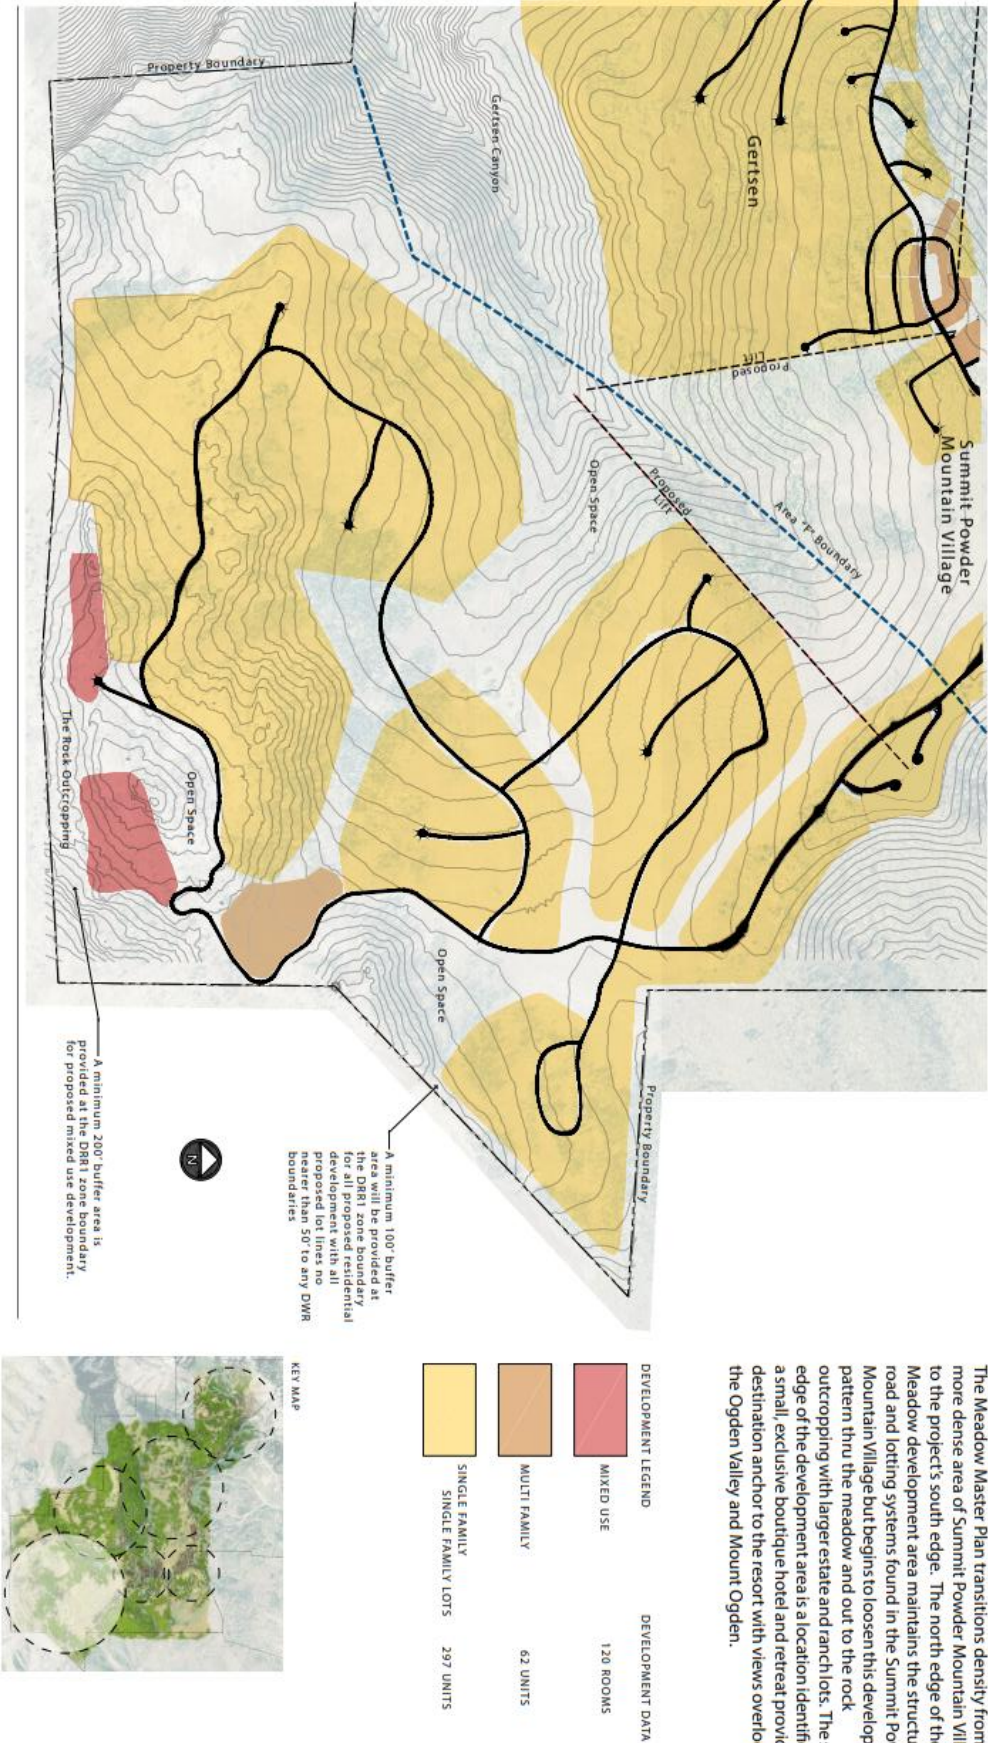 The Meadow Master Plan transitions density from
more dense area of Summit Powder Mountain Vil
to the project's south edge. The north edge of th
Meadow development area maintains the structu
road and lotting systems found in the Summit Po
Mountain Village but begins to loosen this develop
pattern thru the meadow and out to the rock
outcropping with larger estate and ranch lots. The
edge of the development area is a location identifi
a small, exclusive boutique hotel and retreat provid
destination anchor to the resort with views overlo
the Ogden Valley and Mount Ogden.
Summit Powder
Mountain Village
Gertsen
Proposed
Lift
Area "F" Boundary
Proposed
Lift
Open Space
Gertsen Canyon
Property Boundary
Property Boundary
Open Space
Open Space
The Rock Outcropping
A minimum 100' buffer
area will be provided at
the DRR1 zone boundary
for all proposed residential
development with all
proposed lot lines no
nearer than 50' to any DWR
boundaries
A minimum 200' buffer area is
provided at the DRR1 zone boundary
for proposed mixed use development.
N
DEVELOPMENT LEGEND DEVELOPMENT DATA
MIXED USE 120 ROOMS
MULTI FAMILY 62 UNITS
SINGLE FAMILY
SINGLE FAMILY LOTS 297 UNITS
KEY MAP